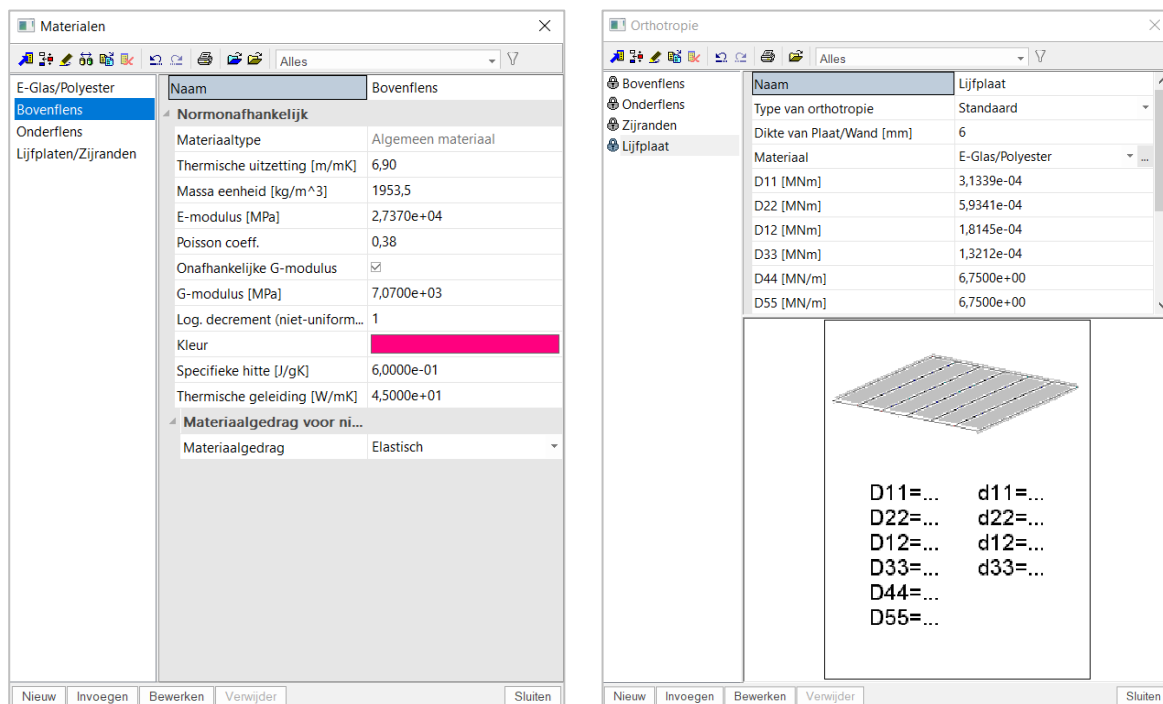 Materialen
Alles
E-Glas/Polyester
Bovenflens
Onderflens
Lijfplaten/Zijranden
Naam Bovenflens
Normonafhankelijk
Materiaaltype Algemeen materiaal
Thermische uitzetting [m/mK] 6,90
Massa eenheid [kg/m^3] 1953,5
E-modulus [MPa] 2,7370e+04
Poisson coeff. 0,38
Onafhankelijke G-modulus
G-modulus [MPa] 7,0700e+03
Log. decrement (niet-uniform... 1
Kleur
Specifieke hitte [J/gK] 6,0000e-01
Thermische geleiding [W/mK] 4,5000e+01
Materiaalgedrag voor ni...
Materiaalgedrag Elastisch
Nieuw Invoegen Bewerken Verwijder Sluiten
Orthotropie
Alles
Bovenflens
Onderflens
Zijranden
Lijfplaat
Naam Lijfplaat
Type van orthotropie Standaard
Dikte van Plaat/Wand [mm] 6
Materiaal E-Glas/Polyester ...
D11 [MNm] 3,1339e-04
D22 [MNm] 5,9341e-04
D12 [MNm] 1,8145e-04
D33 [MNm] 1,3212e-04
D44 [MN/m] 6,7500e+00
D55 [MN/m] 6,7500e+00
D11=... d11=...
D22=... d22=...
D12=... d12=...
D33=... d33=...
D44=...
D55=...
Nieuw Invoegen Bewerken Verwijder Sluiten